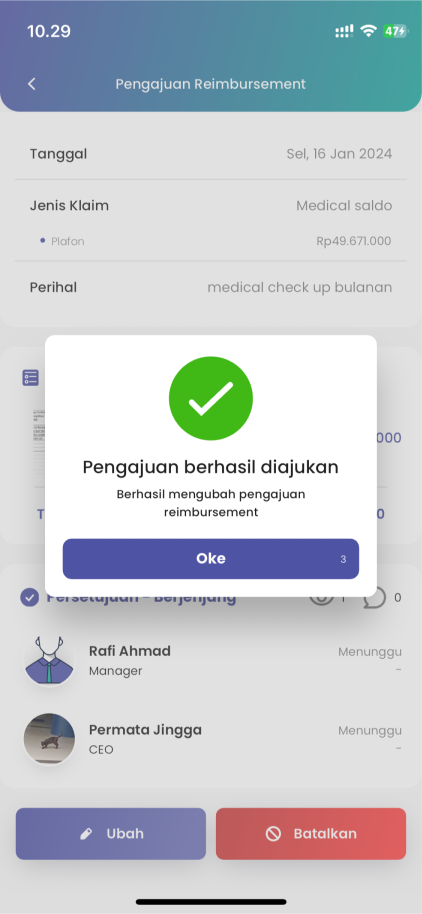 10.29
47
Pengajuan Reimbursement
Tanggal
Sel, 16 Jan 2024
Jenis Klaim
Medical saldo
Plafon
Rp49.671.000
Perihal
medical check up bulanan
000
Pengajuan berhasil diajukan
Berhasil mengubah pengajuan
reimbursement
T
0
Oke
3
Persetujuan - Berjenjang
1
0
Rafi Ahmad
Menunggu
Manager
-
Permata Jingga
Menunggu
CEO
-
Ubah
Batalkan